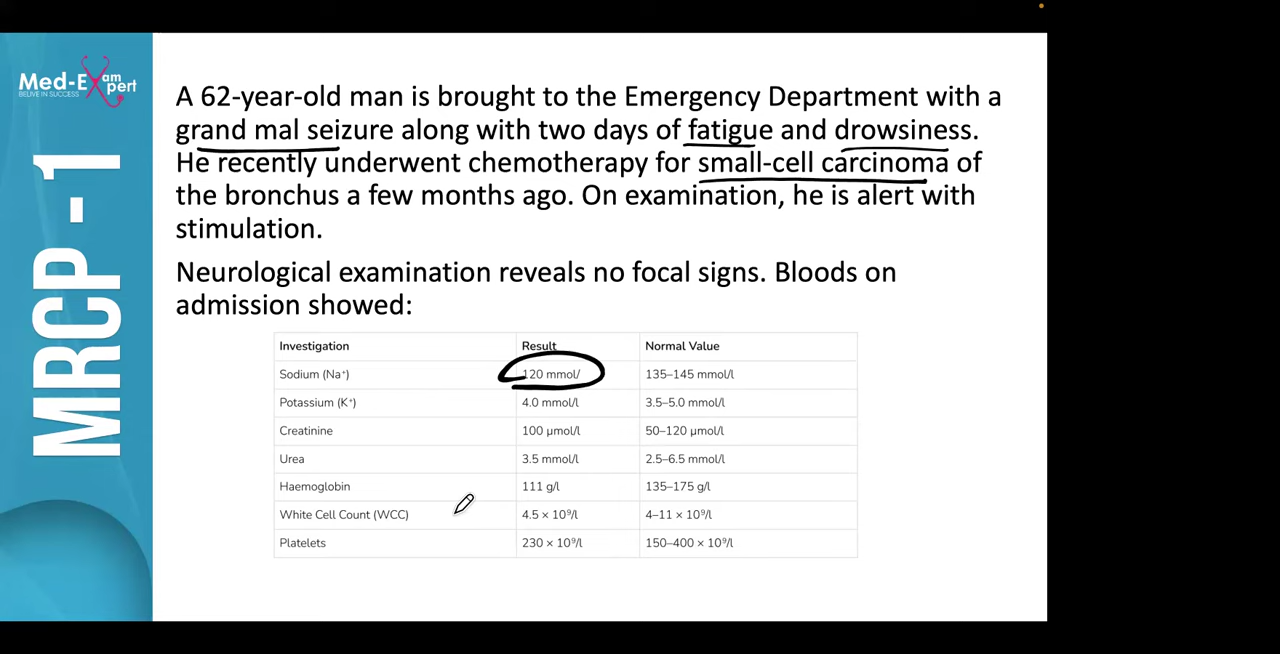 Med-Expert
BELIVE IN SUCCESS
MRCP - 1
A 62-year-old man is brought to the Emergency Department with a
grand mal seizure along with two days of fatigue and drowsiness.
He recently underwent chemotherapy for small-cell carcinoma of
the bronchus a few months ago. On examination, he is alert with
stimulation.
Neurological examination reveals no focal signs. Bloods on
admission showed:
Investigation Result Normal Value
Sodium (Na⁺) 120 mmol/ 135–145 mmol/l
Potassium (K⁺) 4.0 mmol/l 3.5–5.0 mmol/l
Creatinine 100 µmol/l 50–120 µmol/l
Urea 3.5 mmol/l 2.5–6.5 mmol/l
Haemoglobin 111 g/l 135–175 g/l
White Cell Count (WCC) 4.5 × 10⁹/l 4–11 × 10⁹/l
Platelets 230 × 10⁹/l 150–400 × 10⁹/l